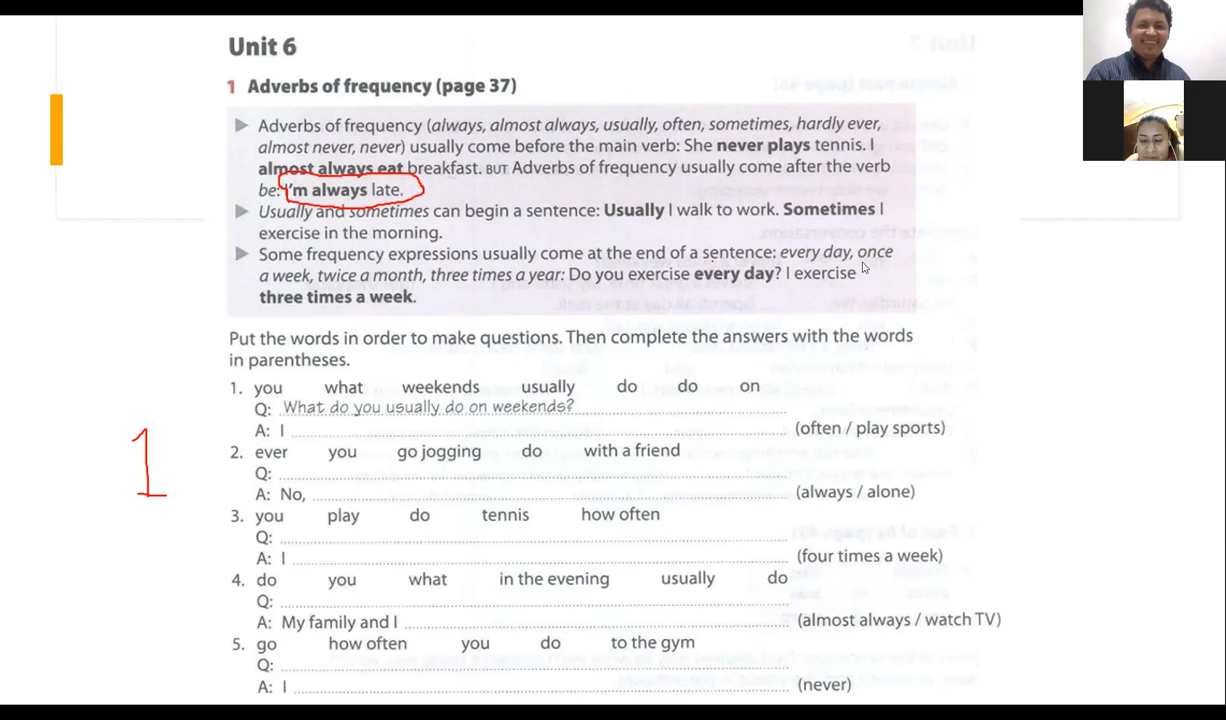 Unit 6
1 Adverbs of frequency (page 37)
▶ Adverbs of frequency (always, almost always, usually, often, sometimes, hardly ever,
almost never, never) usually come before the main verb: She never plays tennis. I
almost always eat breakfast. BUT Adverbs of frequency usually come after the verb
be: I'm always late.
▶ Usually and sometimes can begin a sentence: Usually I walk to work. Sometimes I
exercise in the morning.
▶ Some frequency expressions usually come at the end of a sentence: every day, once
a week, twice a month, three times a year: Do you exercise every day? I exercise
three times a week.
Put the words in order to make questions. Then complete the answers with the words
in parentheses.
1. you what weekends usually do do on
Q: What do you usually do on weekends?
A: I (often / play sports)
2. ever you go jogging do with a friend
Q:
A: No, (always / alone)
1
3. you play do tennis how often
Q:
A: I (four times a week)
4. do you what in the evening usually do
Q:
A: My family and I (almost always / watch TV)
5. go how often you do to the gym
Q:
A: I (never)